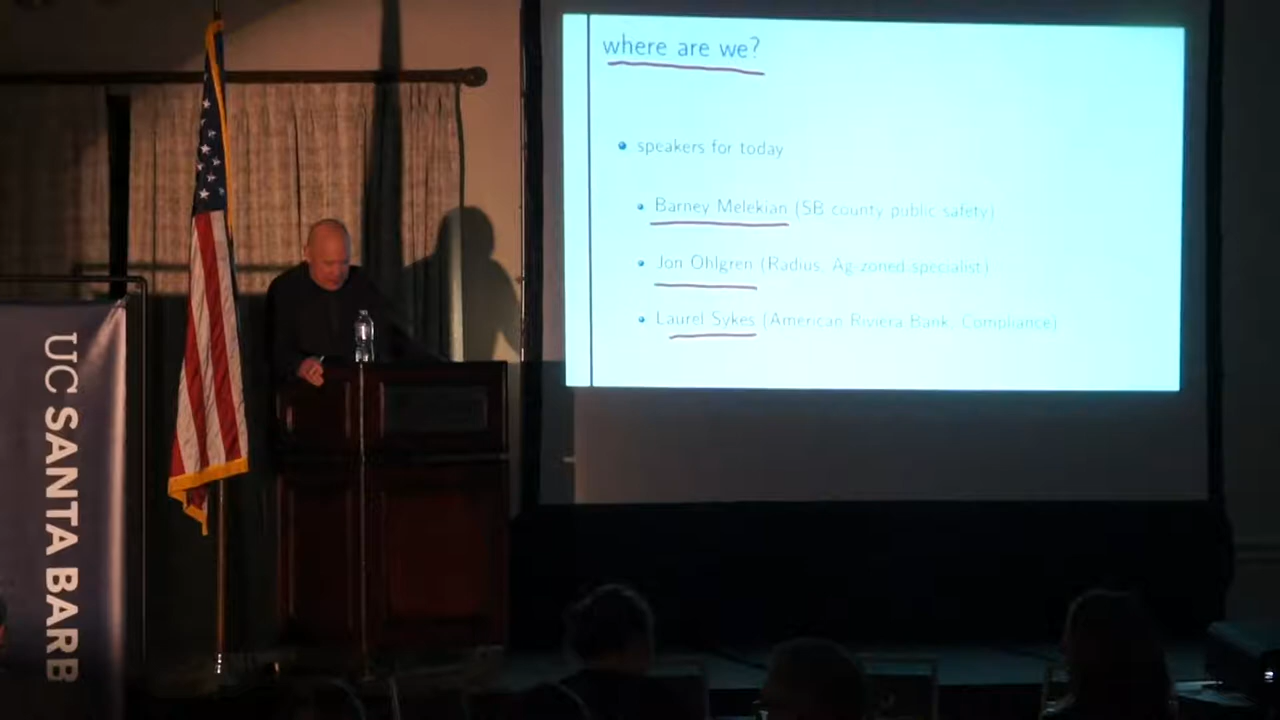 where are we?
speakers for today
Barney Melekian (SB county public safety)
Jon Ohlgren (Radius, Ag-zoned specialist)
Laurel Sykes (American Riviera Bank, Compliance)
UC SANTA BARB